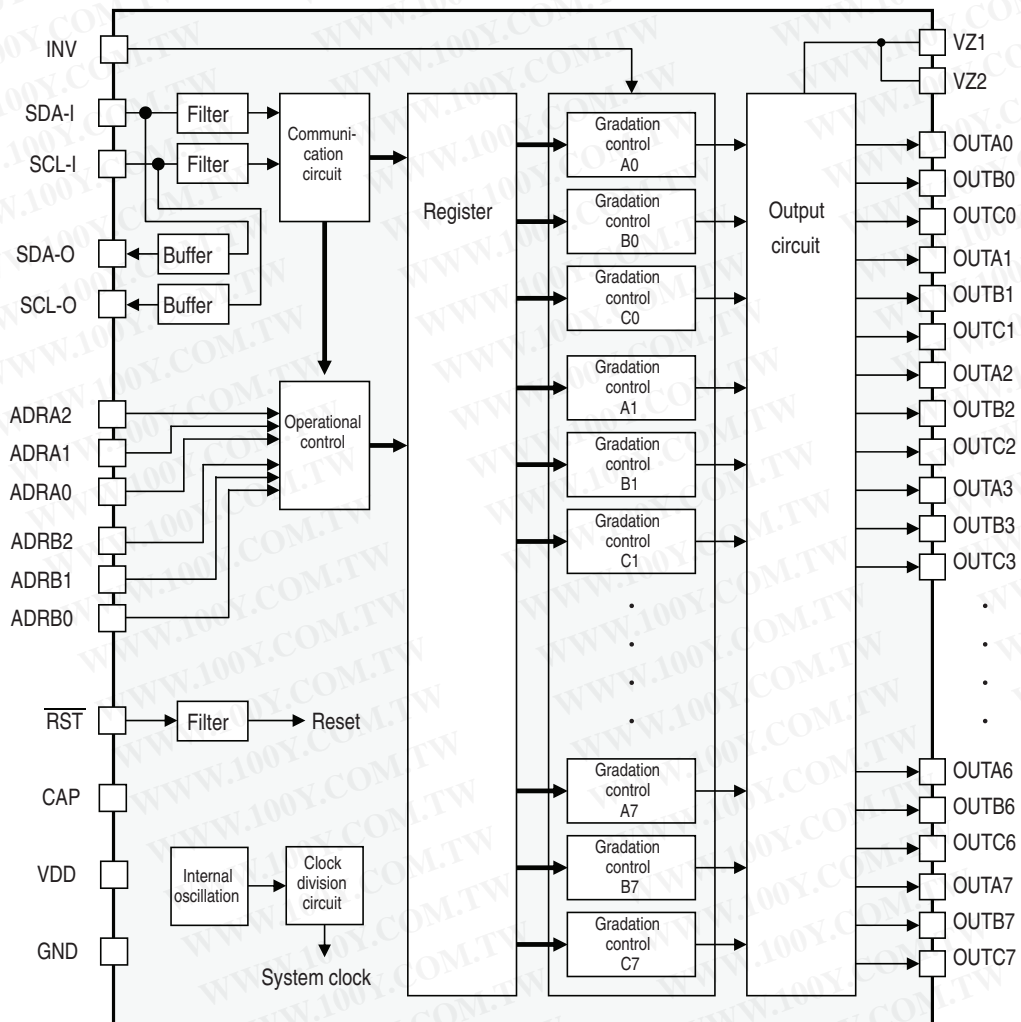 INV
SDA-I
SCL-I
SDA-O
SCL-O
ADRA2
ADRA1
ADRA0
ADRB2
ADRB1
ADRB0
RST
CAP
VDD
GND
Filter
Filter
Buffer
Buffer
Communi-
cation
circuit
Operational
control
Filter
Reset
Internal
oscillation
Clock
division
circuit
System clock
Register
Gradation
control
A0
Gradation
control
B0
Gradation
control
C0
Gradation
control
A1
Gradation
control
B1
Gradation
control
C1
Gradation
control
A7
Gradation
control
B7
Gradation
control
C7
Output
circuit
VZ1
VZ2
OUTA0
OUTB0
OUTC0
OUTA1
OUTB1
OUTC1
OUTA2
OUTB2
OUTC2
OUTA3
OUTB3
OUTC3
OUTA6
OUTB6
OUTC6
OUTA7
OUTB7
OUTC7
WWW.100Y.COM.TW